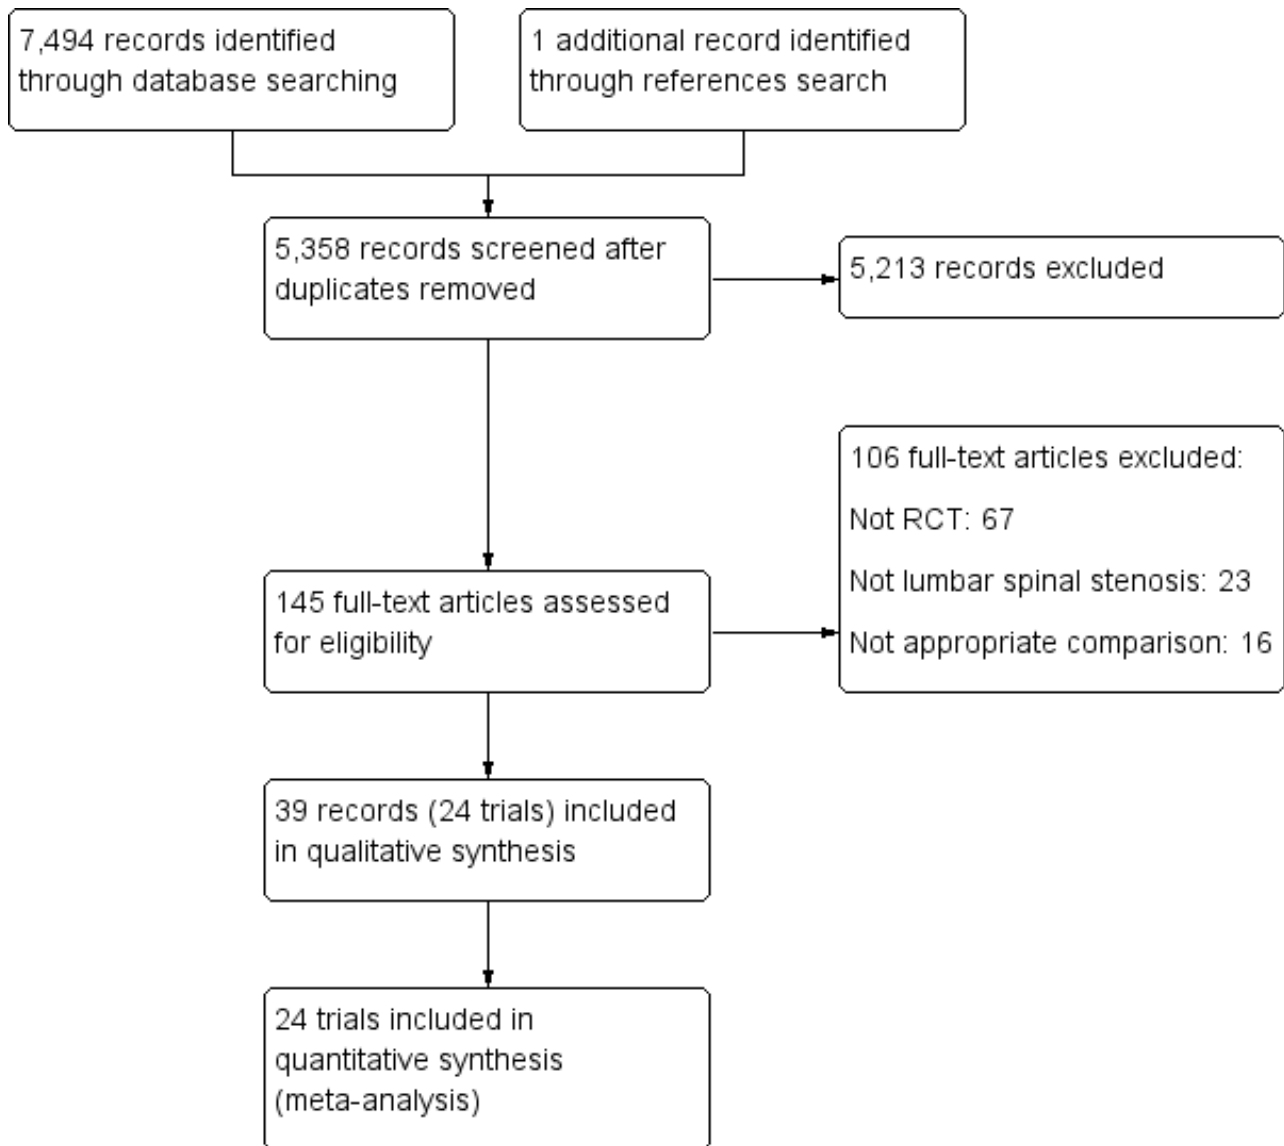 7,494 records identified
through database searching
1 additional record identified
through references search
5,358 records screened after
duplicates removed
5,213 records excluded
106 full-text articles excluded:
Not RCT: 67
Not lumbar spinal stenosis: 23
Not appropriate comparison: 16
145 full-text articles assessed
for eligibility
39 records (24 trials) included
in qualitative synthesis
24 trials included in
quantitative synthesis
(meta-analysis)